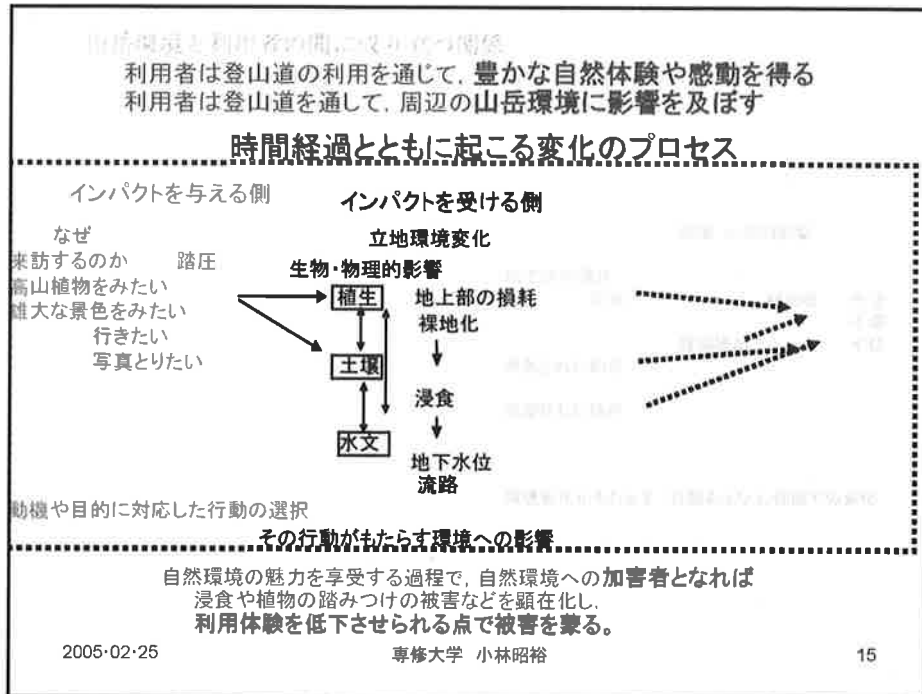 利用者は登山道の利用を通じて，豊かな自然体験や感動を得る
利用者は登山道を通して，周辺の山岳環境に影響を及ぼす
時間経過とともに起こる変化のプロセス
インパクトを与える側
インパクトを受ける側
なぜ
来訪するのか
踏圧
高山植物をみたい
雄大な景色をみたい
行きたい
写真とりたい
立地環境変化
生物・物理的影響
植生
地上部の損耗
裸地化
土壌
浸食
水文
地下水位
流路
動機や目的に対応した行動の選択
その行動がもたらす環境への影響
自然環境の魅力を享受する過程で，自然環境への加害者となれば
浸食や植物の踏みつけの被害などを顕在化し，
利用体験を低下させられる点で被害を蒙る。
2005・02・25
専修大学 小林昭裕
15